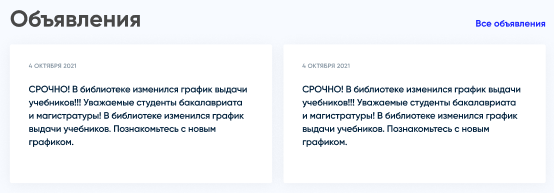 Объявления
Все объявления
4 ОКТЯБРЯ 2021
СРОЧНО! В библиотеке изменился график выдачи
учебников!!! Уважаемые студенты бакалавриата
и магистратуры! В библиотеке изменился график
выдачи учебников. Познакомьтесь с новым
графиком.
4 ОКТЯБРЯ 2021
СРОЧНО! В библиотеке изменился график выдачи
учебников!!! Уважаемые студенты бакалавриата
и магистратуры! В библиотеке изменился график
выдачи учебников. Познакомьтесь с новым
графиком.